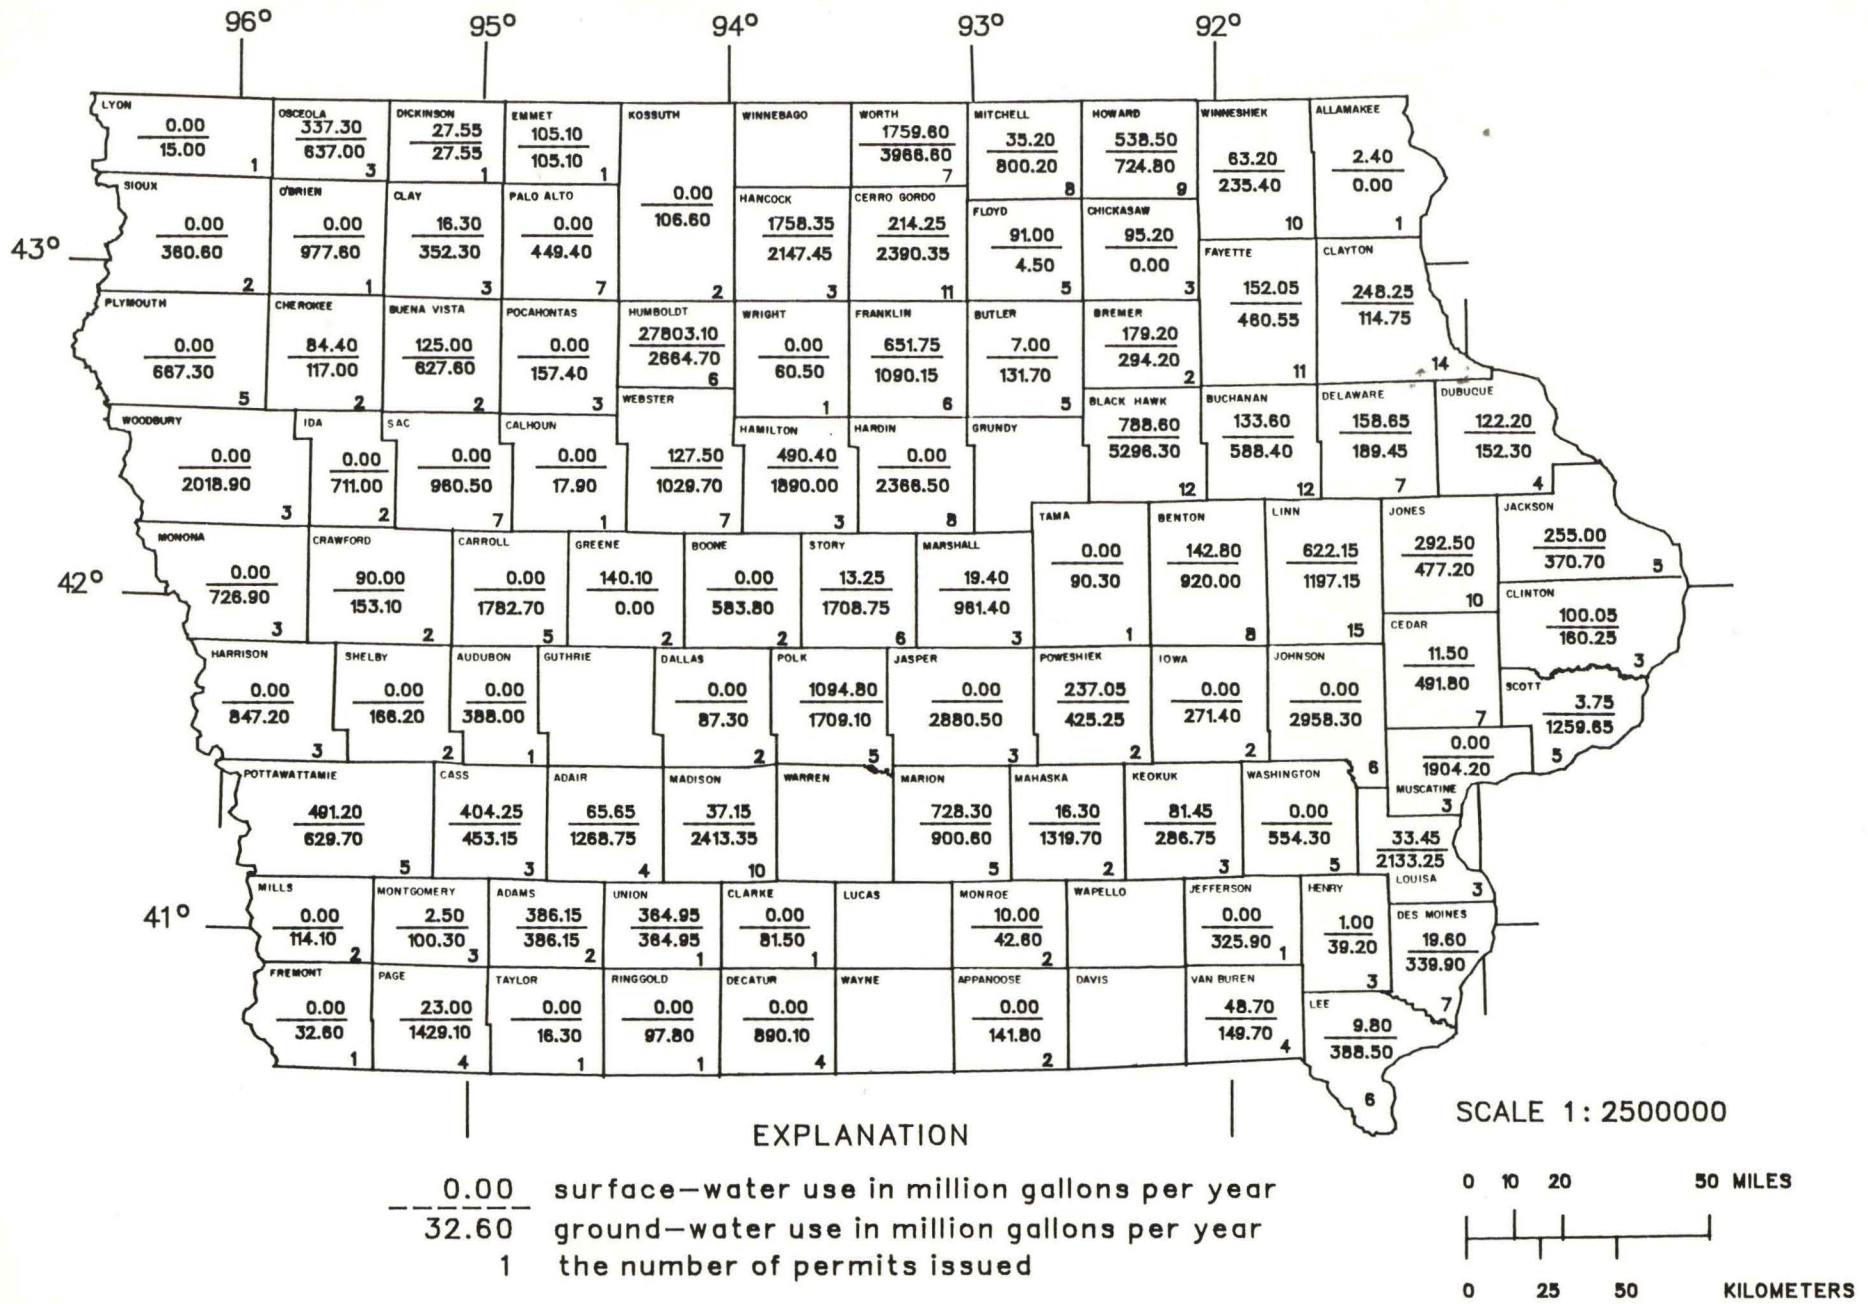 96° 95° 94° 93° 92°
LYON
0.00
15.00
1
OSCEOLA
337.30
637.00
3
DICKINSON
27.55
27.55
1
EMMET
105.10
105.10
1
KOSSUTH
0.00
106.60
2
WINNEBAGO
WORTH
1759.60
3966.60
7
MITCHELL
35.20
800.20
8
HOWARD
538.50
724.80
9
WINNESHIEK
63.20
235.40
10
ALLAMAKEE
2.40
0.00
1
43°
SIOUX
0.00
360.60
2
O'BRIEN
0.00
977.60
1
CLAY
16.30
352.30
3
PALO ALTO
0.00
449.40
7
HANCOCK
1758.35
2147.45
3
CERRO GORDO
214.25
2390.35
11
FLOYD
91.00
4.50
5
CHICKASAW
95.20
0.00
3
FAYETTE
152.05
460.55
11
CLAYTON
248.25
114.75
14
PLYMOUTH
0.00
667.30
5
CHEROKEE
84.40
117.00
2
BUENA VISTA
125.00
627.60
2
POCAHONTAS
0.00
157.40
3
HUMBOLDT
27803.10
2664.70
6
WRIGHT
0.00
60.50
1
FRANKLIN
651.75
1090.15
6
BUTLER
7.00
131.70
5
BREMER
179.20
294.20
2
WOODBURY
0.00
2018.90
3
IDA
0.00
711.00
2
SAC
0.00
960.50
7
CALHOUN
0.00
17.90
1
WEBSTER
127.50
1029.70
7
HAMILTON
490.40
1890.00
3
HARDIN
0.00
2366.50
8
GRUNDY
BLACK HAWK
788.60
5296.30
12
BUCHANAN
133.60
588.40
12
DELAWARE
158.65
189.45
7
DUBUQUE
122.20
152.30
4
42°
MONONA
0.00
726.90
3
CRAWFORD
90.00
153.10
2
CARROLL
0.00
1782.70
5
GREENE
140.10
0.00
2
BOONE
0.00
583.80
2
STORY
13.25
1708.75
6
MARSHALL
19.40
961.40
3
TAMA
0.00
90.30
1
BENTON
142.80
920.00
8
LINN
622.15
1197.15
15
JONES
292.50
477.20
10
JACKSON
255.00
370.70
5
CLINTON
100.05
160.25
3
CEDAR
11.50
491.80
7
SCOTT
3.75
1259.65
5
HARRISON
0.00
847.20
3
SHELBY
0.00
166.20
2
AUDUBON
0.00
388.00
1
GUTHRIE
DALLAS
0.00
87.30
2
POLK
1094.80
1709.10
5
JASPER
0.00
2880.50
3
POWESHIEK
237.05
425.25
2
IOWA
0.00
271.40
2
JOHNSON
0.00
2958.30
6
0.00
1904.20
MUSCATINE
3
POTTAWATTAMIE
491.20
629.70
5
CASS
404.25
453.15
3
ADAIR
65.65
1268.75
4
MADISON
37.15
2413.35
10
WARREN
MARION
728.30
900.60
5
MAHASKA
16.30
1319.70
2
KEOKUK
81.45
286.75
3
WASHINGTON
0.00
554.30
5
33.45
2133.25
LOUISA
3
41°
MILLS
0.00
114.10
2
MONTGOMERY
2.50
100.30
3
ADAMS
386.15
386.15
2
UNION
364.95
364.95
1
CLARKE
0.00
81.50
1
LUCAS
MONROE
10.00
42.60
2
WAPELLO
JEFFERSON
0.00
325.90
1
HENRY
1.00
39.20
3
DES MOINES
19.60
339.90
7
FREMONT
0.00
32.60
1
PAGE
23.00
1429.10
4
TAYLOR
0.00
16.30
1
RINGGOLD
0.00
97.80
1
DECATUR
0.00
890.10
4
WAYNE
APPANOOSE
0.00
141.80
2
DAVIS
VAN BUREN
48.70
149.70
4
LEE
9.80
388.50
6
EXPLANATION
0.00 surface-water use in million gallons per year
32.60 ground-water use in million gallons per year
1 the number of permits issued
SCALE 1:2500000
0 10 20 50 MILES
0 25 50 KILOMETERS